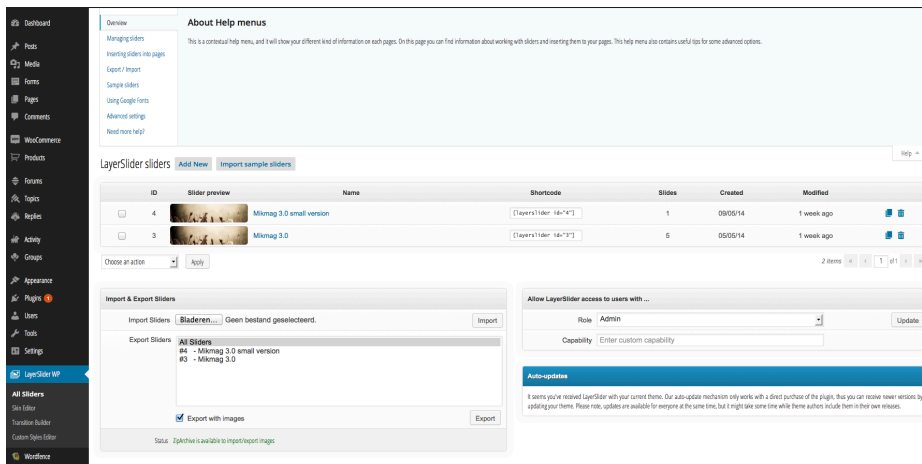 Dashboard
Posts
Media
Forms
Pages
Comments
WooCommerce
Products
Forums
Topics
Replies
Activity
Groups
Appearance
Plugins 1
Users
Tools
Settings
LayerSlider WP
All Sliders
Skin Editor
Transition Builder
Custom Styles Editor
Wordfence
Overview
Managing sliders
Inserting sliders into pages
Export / Import
Sample sliders
Using Google Fonts
Advanced settings
Need more help?
About Help menus
This is a contextual help menu, and it will show your different kind of information on each pages. On this page you can find information about working with sliders and inserting them to your pages. This help menu also contains useful tips for some advanced options.
Help
LayerSlider sliders Add New Import sample sliders
ID Slider preview Name Shortcode Slides Created Modified
4 Mikmag 3.0 small version [layerslider id="4"] 1 09/05/14 1 week ago
3 Mikmag 3.0 [layerslider id="3"] 5 05/05/14 1 week ago
Choose an action Apply 2 items « ‹ 1 of 1 › »
Import & Export Sliders
Import Sliders Bladeren... Geen bestand geselecteerd. Import
Export Sliders All Sliders
#4 - Mikmag 3.0 small version
#3 - Mikmag 3.0
Export with images Export
Status ZipArchive is available to import/export images
Allow LayerSlider access to users with ...
Role Admin Update
Capability Enter custom capability
Auto-updates
It seems you've received LayerSlider with your current theme. Our auto-update mechanism only works with a direct purchase of the plugin, thus you can receive newer versions by
updating your theme. Please note, updates are available for everyone at the same time, but it might take some time while theme authors include them in their own releases.